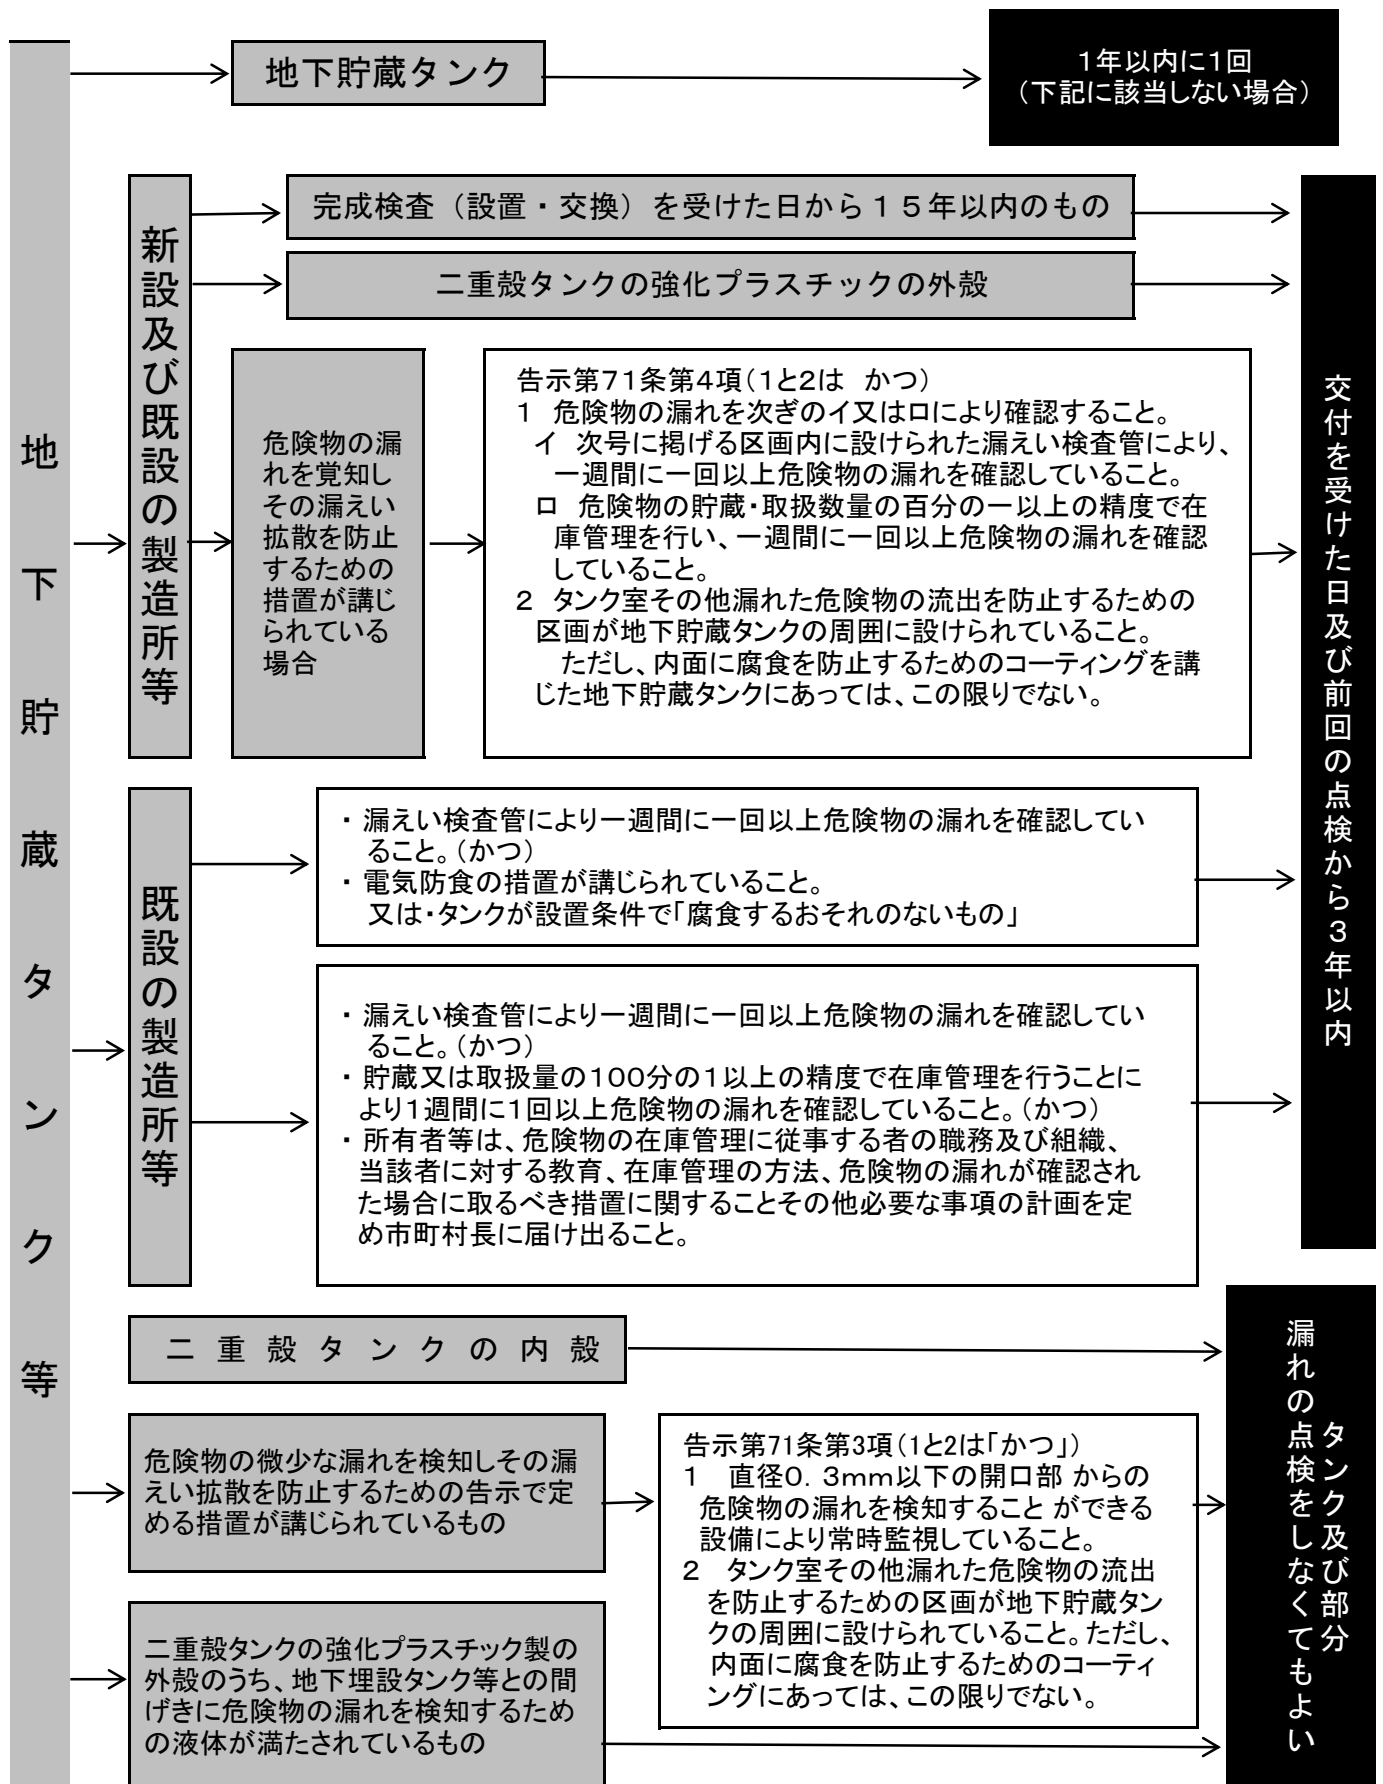 地下貯蔵タンク等
地下貯蔵タンク
1年以内に1回
(下記に該当しない場合)
新設及び既設の製造所等
完成検査(設置・交換)を受けた日から15年以内のもの
二重殻タンクの強化プラスチックの外殻
危険物の漏
れを覚知し
その漏えい
拡散を防止
するための
措置が講じ
られている
場合
告示第71条第4項(1と2は かつ)
1 危険物の漏れを次ぎのイ又はロにより確認すること。
イ 次号に掲げる区画内に設けられた漏えい検査管により、
一週間に一回以上危険物の漏れを確認していること。
ロ 危険物の貯蔵・取扱数量の百分の一以上の精度で在
庫管理を行い、一週間に一回以上危険物の漏れを確認
していること。
2 タンク室その他漏れた危険物の流出を防止するための
区画が地下貯蔵タンクの周囲に設けられていること。
ただし、内面に腐食を防止するためのコーティングを講
じた地下貯蔵タンクにあっては、この限りでない。
交付を受けた日及び前回の点検から3年以内
既設の製造所等
・漏えい検査管により一週間に一回以上危険物の漏れを確認してい
ること。(かつ)
・電気防食の措置が講じられていること。
又は・タンクが設置条件で「腐食するおそれのないもの」
・漏えい検査管により一週間に一回以上危険物の漏れを確認してい
ること。(かつ)
・貯蔵又は取扱量の100分の1以上の精度で在庫管理を行うことに
より1週間に1回以上危険物の漏れを確認していること。(かつ)
・所有者等は、危険物の在庫管理に従事する者の職務及び組織、
当該者に対する教育、在庫管理の方法、危険物の漏れが確認され
た場合に取るべき措置に関することその他必要な事項の計画を定
め市町村長に届け出ること。
二重殻タンクの内殻
危険物の微少な漏れを検知しその漏
えい拡散を防止するための告示で定
める措置が講じられているもの
告示第71条第3項(1と2は「かつ」)
1 直径0.3mm以下の開口部 からの
危険物の漏れを検知すること ができる
設備により常時監視していること。
2 タンク室その他漏れた危険物の流出
を防止するための区画が地下貯蔵タン
クの周囲に設けられていること。ただし、
内面に腐食を防止するためのコーティ
ングにあっては、この限りでない。
二重殻タンクの強化プラスチック製の
外殻のうち、地下埋設タンク等との間
げきに危険物の漏れを検知するため
の液体が満たされているもの
タンク及び部分
漏れの点検をしなくてもよい